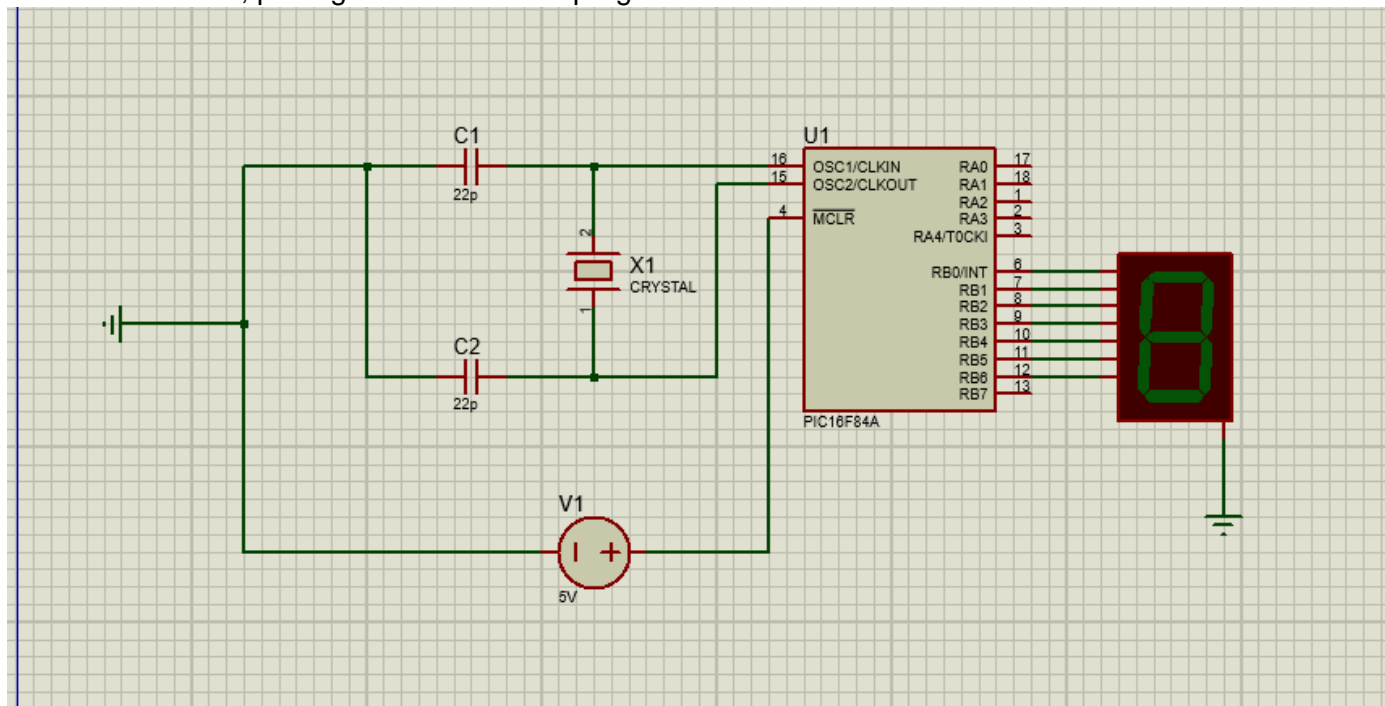 C1
22p
2
X1
CRYSTAL
1
C2
22p
V1
5V
U1
16 OSC1/CLKIN RA0 17
15 OSC2/CLKOUT RA1 18
RA2 1
4 MCLR RA3 2
RA4/T0CKI 3
RB0/INT 6
RB1 7
RB2 8
RB3 9
RB4 10
RB5 11
RB6 12
RB7 13
PIC16F84A